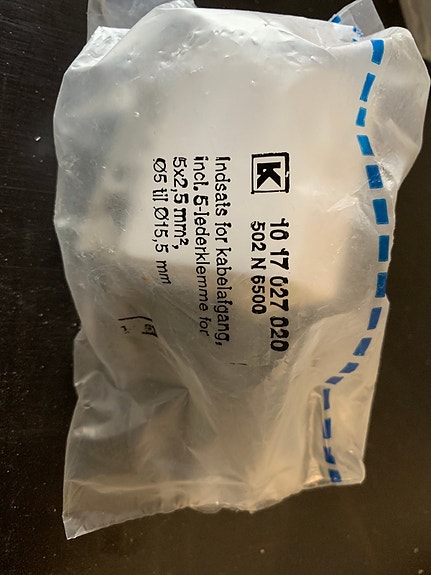 K 10 17 027 020
502 N 6500
Indsats for kabelafgang,
incl. 5-lederklemme for
5x2,5 mm²,
Ø5 til Ø15,5 mm